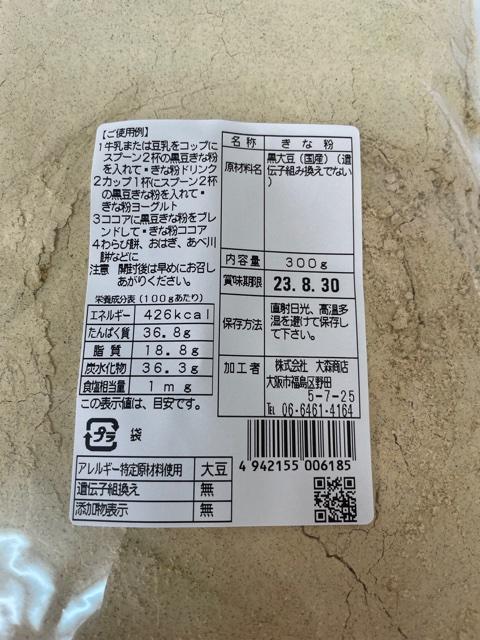 【ご使用例】
1牛乳または豆乳をコップに
スプーン2杯の黒豆きな粉
を入れて・きな粉ドリンク
2カップ1杯にスプーン2杯
の黒豆きな粉を入れて・
きな粉ヨーグルト
3ココアに黒豆きな粉をブレ
ンドして・きな粉ココア
4わらび餅、おはぎ、あべ川
餅などに
注意 開封後は早めにお召し
あがりください。
栄養成分表(100gあたり)
エネルギー 426kcal
たんぱく質 36.8g
脂質 18.8g
炭水化物 36.3g
食塩相当量 1mg
この表示値は、目安です。
プラ 袋
アレルギー特定原材料使用 大豆
遺伝子組換え 無
添加物表示 無
名称 きな粉
原材料名 黒大豆(国産)(遺
伝子組み換えでない
)
内容量 300g
賞味期限 23.8.30
保存方法 直射日光、高温多
湿を避けて保存し
て下さい。
加工者 株式会社 大森商店
大阪市福島区野田
5-7-25
TEL 06-6461-4164
4 942155 006185